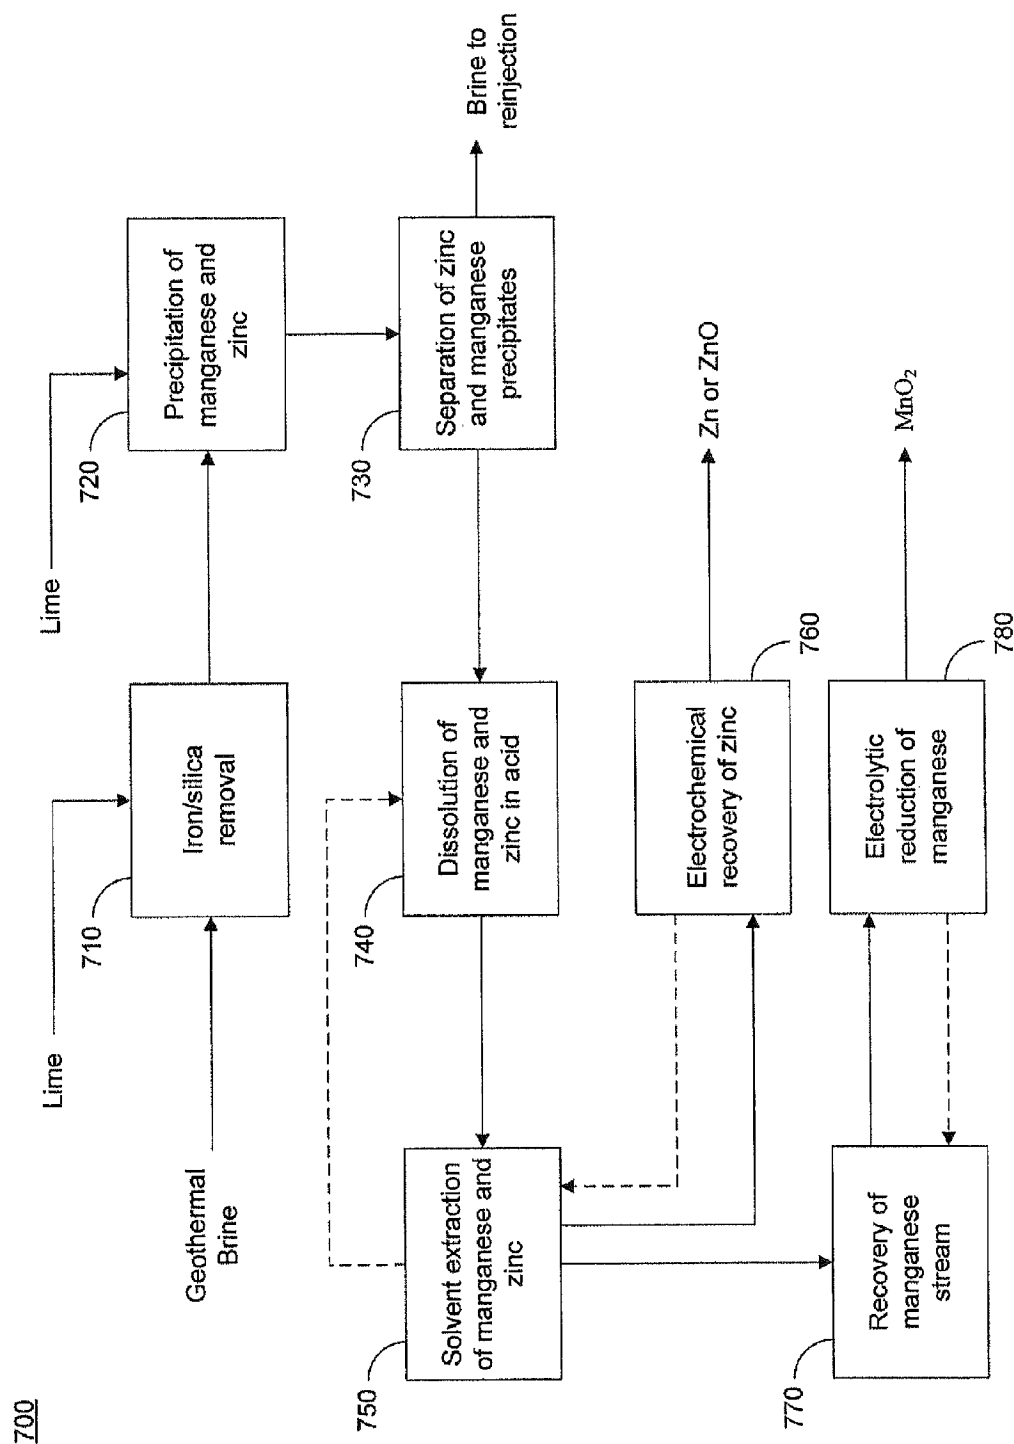 700
Lime
Lime
Geothermal
Brine
710
Iron/silica
removal
720
Precipitation of
manganese and
zinc
730
Separation of zinc
and manganese
precipitates
Brine to
reinjection
740
Dissolution of
manganese and
zinc in acid
750
Solvent extraction
of manganese and
zinc
Electrochemical
recovery of zinc
760
Zn or ZnO
770
Recovery of
manganese
stream
Electrolytic
reduction of
manganese
780
MnO₂